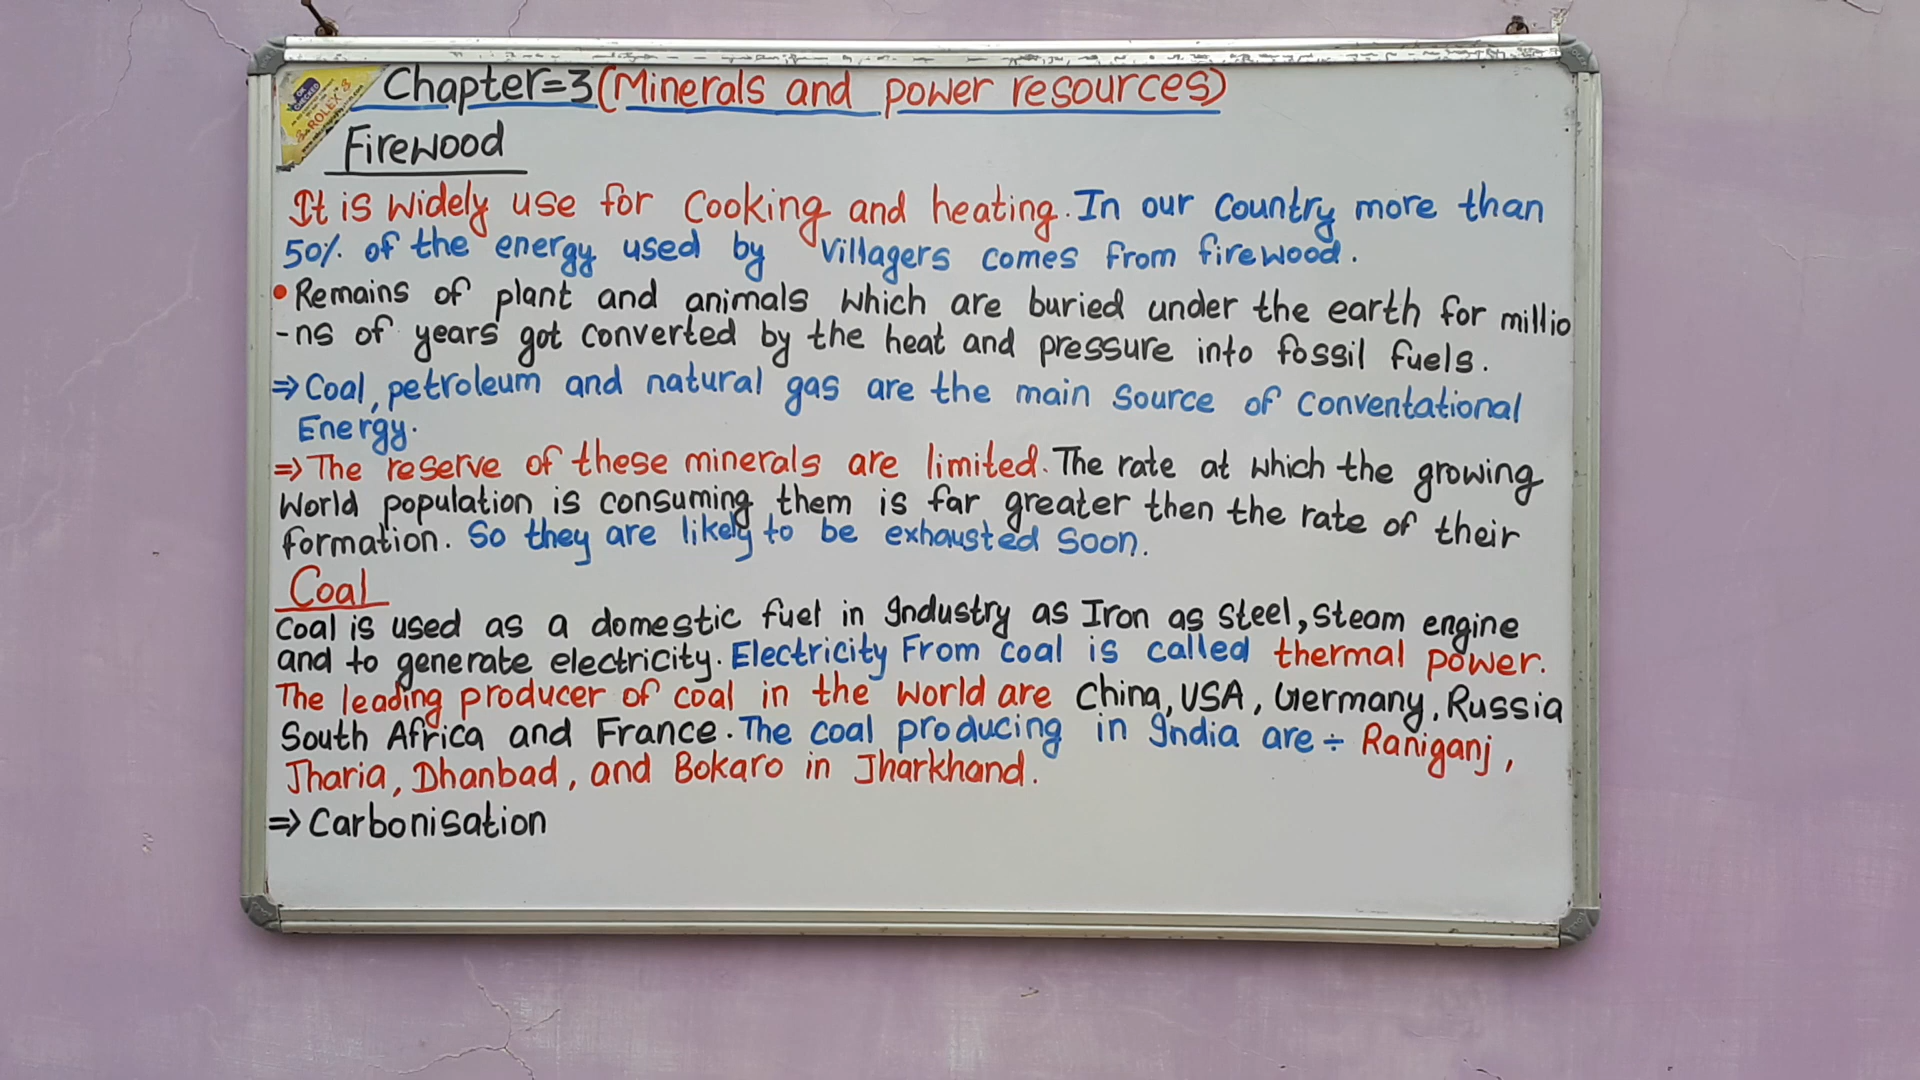 Chapter=3(Minerals and power resources)
Firewood
It is widely use for Cooking and heating. In our Country more than
50% of the energy used by Villagers comes from firewood.
• Remains of plant and animals which are buried under the earth for millio
-ns of years got converted by the heat and pressure into fossil fuels.
⇒ Coal, petroleum and natural gas are the main Source of Conventational
Energy.
⇒ The reserve of these minerals are limited. The rate at which the growing
World population is consuming them is far greater then the rate of their
formation. So they are likely to be exhausted Soon.
Coal
Coal is used as a domestic fuel in Industry as Iron as Steel, Steam engine
and to generate electricity. Electricity From coal is called thermal power.
The leading producer of coal in the World are China, USA, Germany, Russia
South Africa and France. The coal producing in India are ÷ Raniganj,
Jharia, Dhanbad, and Bokaro in Jharkhand.
⇒ Carbonisation
ROLEX